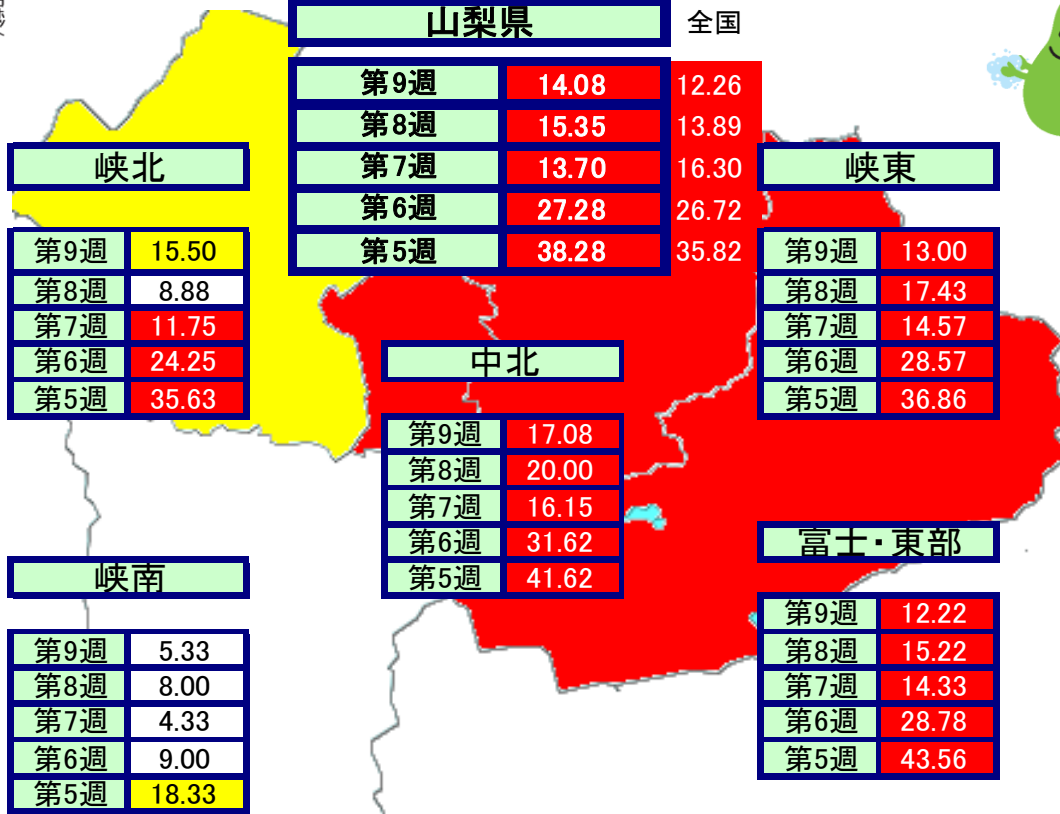 山梨県 全国
第9週 14.08 12.26
第8週 15.35 13.89
第7週 13.70 16.30
第6週 27.28 26.72
第5週 38.28 35.82
峡北
第9週 15.50
第8週 8.88
第7週 11.75
第6週 24.25
第5週 35.63
峡東
第9週 13.00
第8週 17.43
第7週 14.57
第6週 28.57
第5週 36.86
中北
第9週 17.08
第8週 20.00
第7週 16.15
第6週 31.62
第5週 41.62
峡南
第9週 5.33
第8週 8.00
第7週 4.33
第6週 9.00
第5週 18.33
富士・東部
第9週 12.22
第8週 15.22
第7週 14.33
第6週 28.78
第5週 43.56